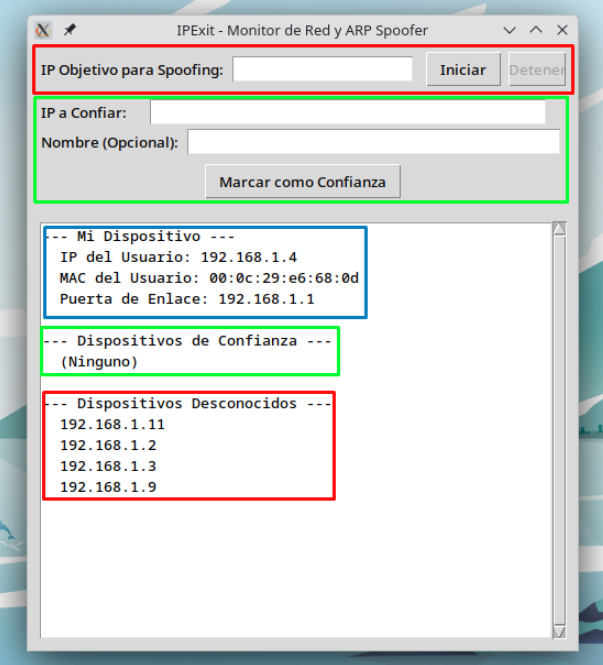 IPExit - Monitor de Red y ARP Spoofer
IP Objetivo para Spoofing: Iniciar Detener
IP a Confiar:
Nombre (Opcional):
Marcar como Confianza
--- Mi Dispositivo ---
IP del Usuario: 192.168.1.4
MAC del Usuario: 00:0c:29:e6:68:0d
Puerta de Enlace: 192.168.1.1
--- Dispositivos de Confianza ---
(Ninguno)
--- Dispositivos Desconocidos ---
192.168.1.11
192.168.1.2
192.168.1.3
192.168.1.9